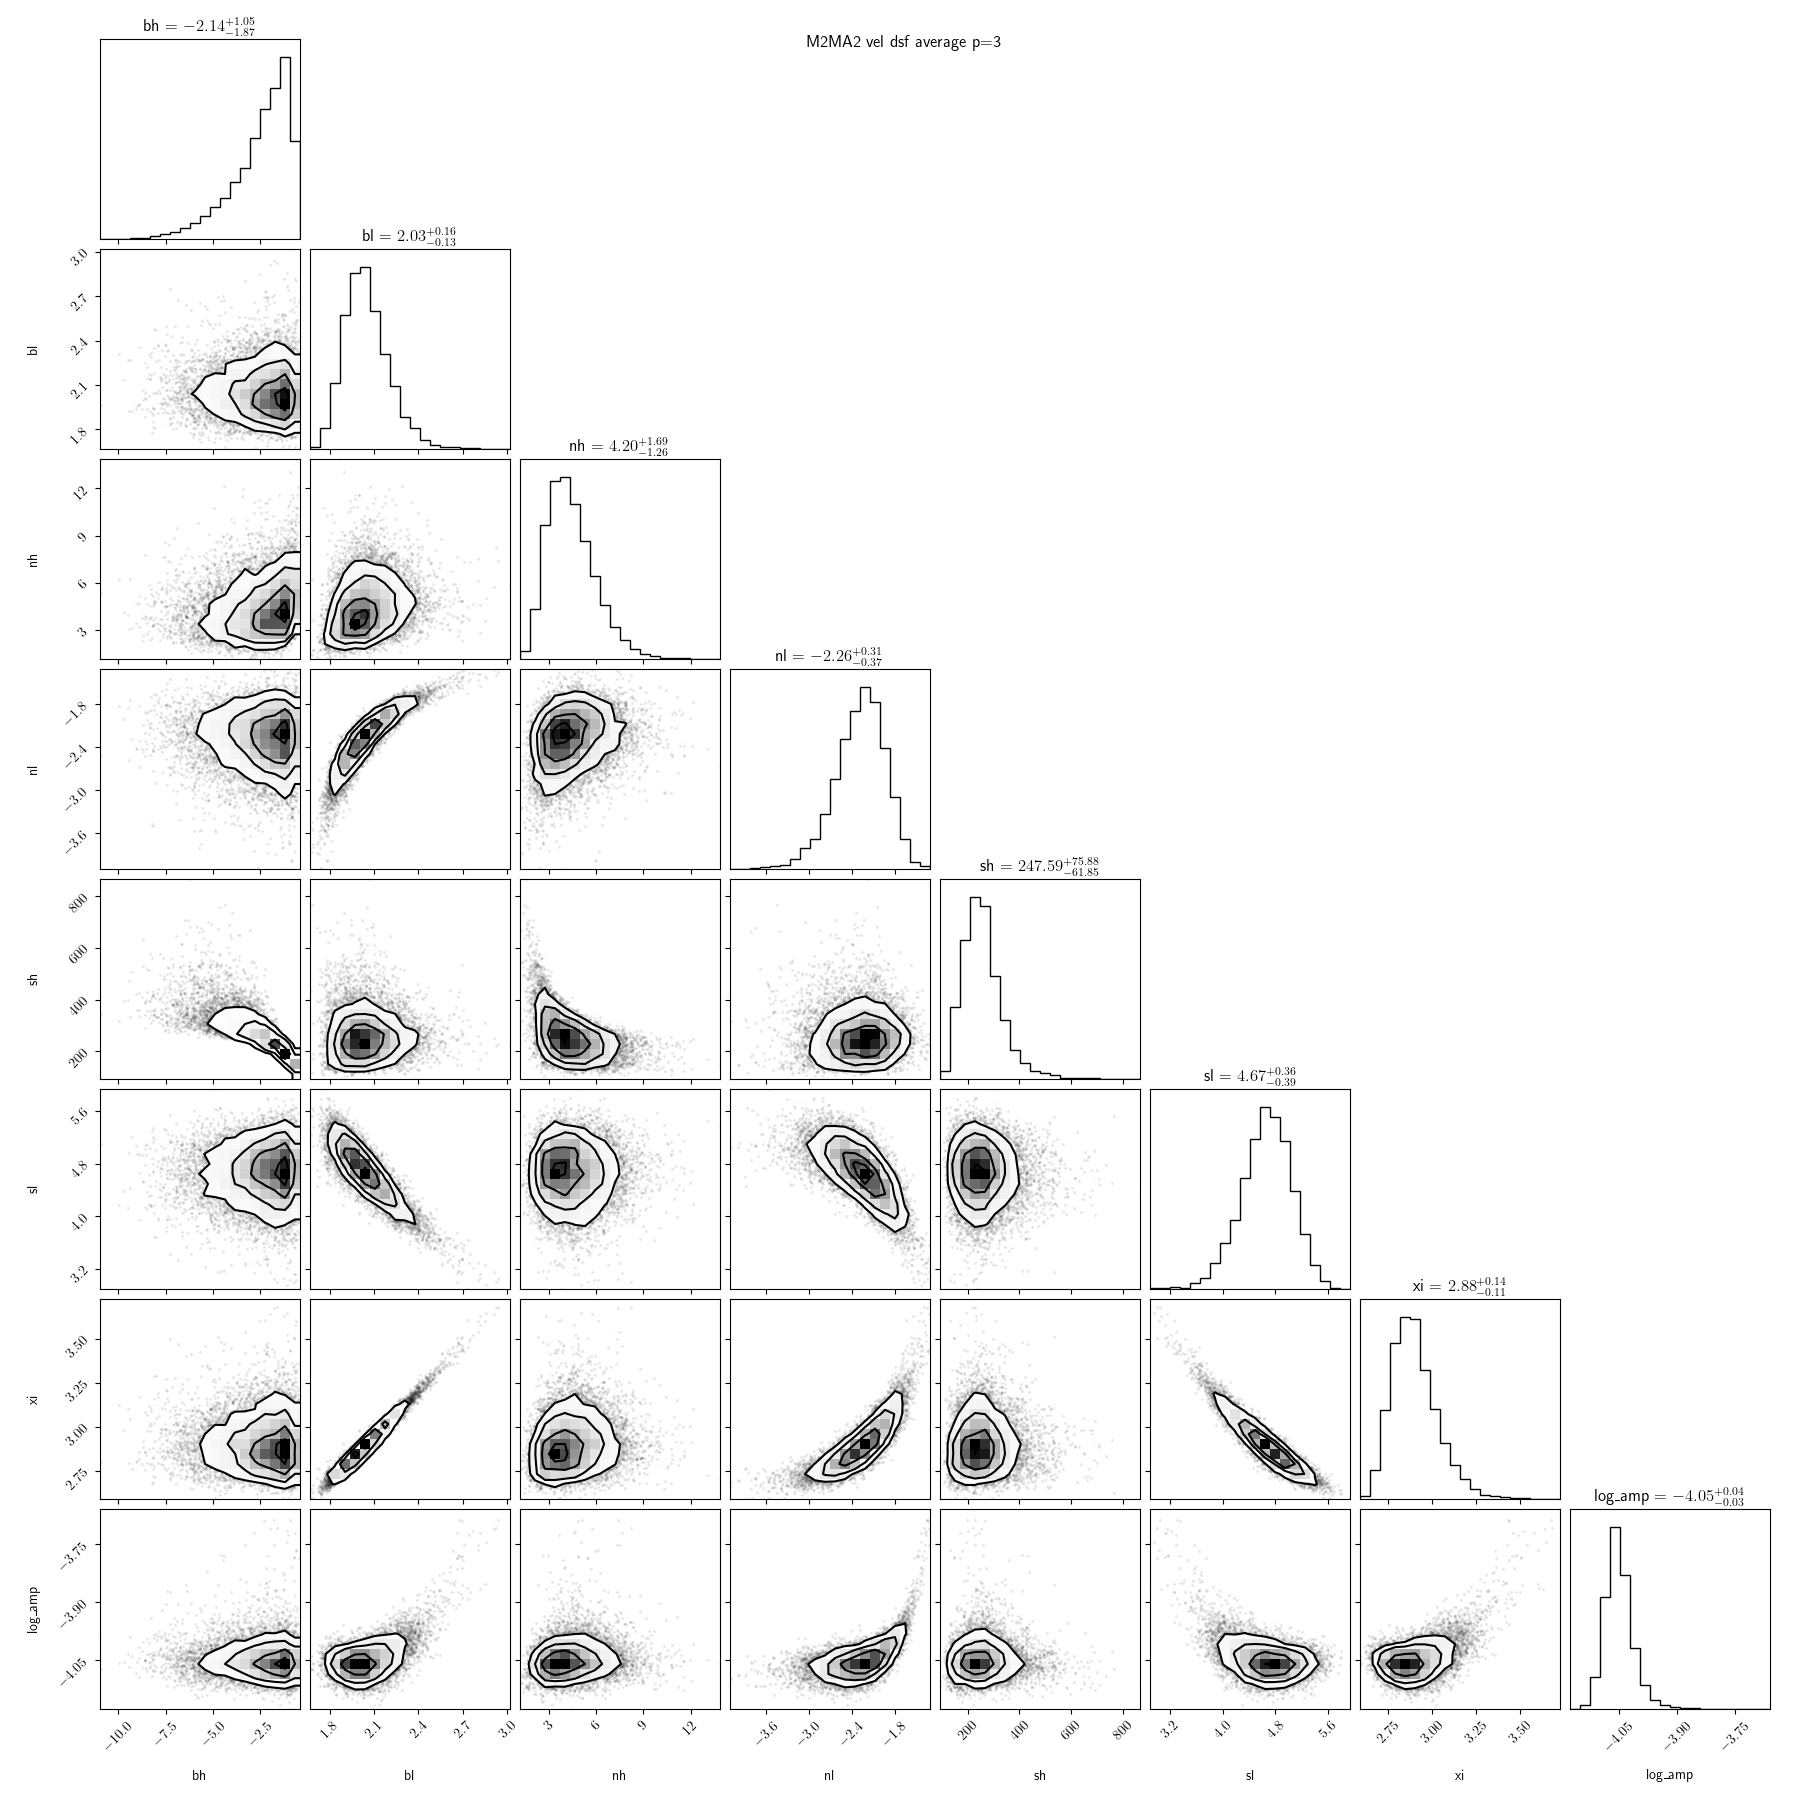 M2MA2 vel dsf average p=3
bh = −2.14+1.05−1.87
bl = 2.03+0.16−0.13
nh = 4.20+1.69−1.26
nl = −2.26+0.31−0.37
sh = 247.59+75.88−61.85
sl = 4.67+0.36−0.39
xi = 2.88+0.14−0.11
log_amp = −4.05+0.04−0.03
bl
3.0
2.7
2.4
2.1
1.8
nh
12
9
6
3
nl
−1.8
−2.4
−3.0
−3.6
sh
800
600
400
200
sl
5.6
4.8
4.0
3.2
xi
3.50
3.25
3.00
2.75
log_amp
−3.75
−3.90
−4.05
−10.0 −7.5 −5.0 −2.5
1.8 2.1 2.4 2.7 3.0
3 6 9 12
−3.6 −3.0 −2.4 −1.8
200 400 600 800
3.2 4.0 4.8 5.6
2.75 3.00 3.25 3.50
−4.05 −3.90 −3.75
bh bl nh nl sh sl xi log_amp